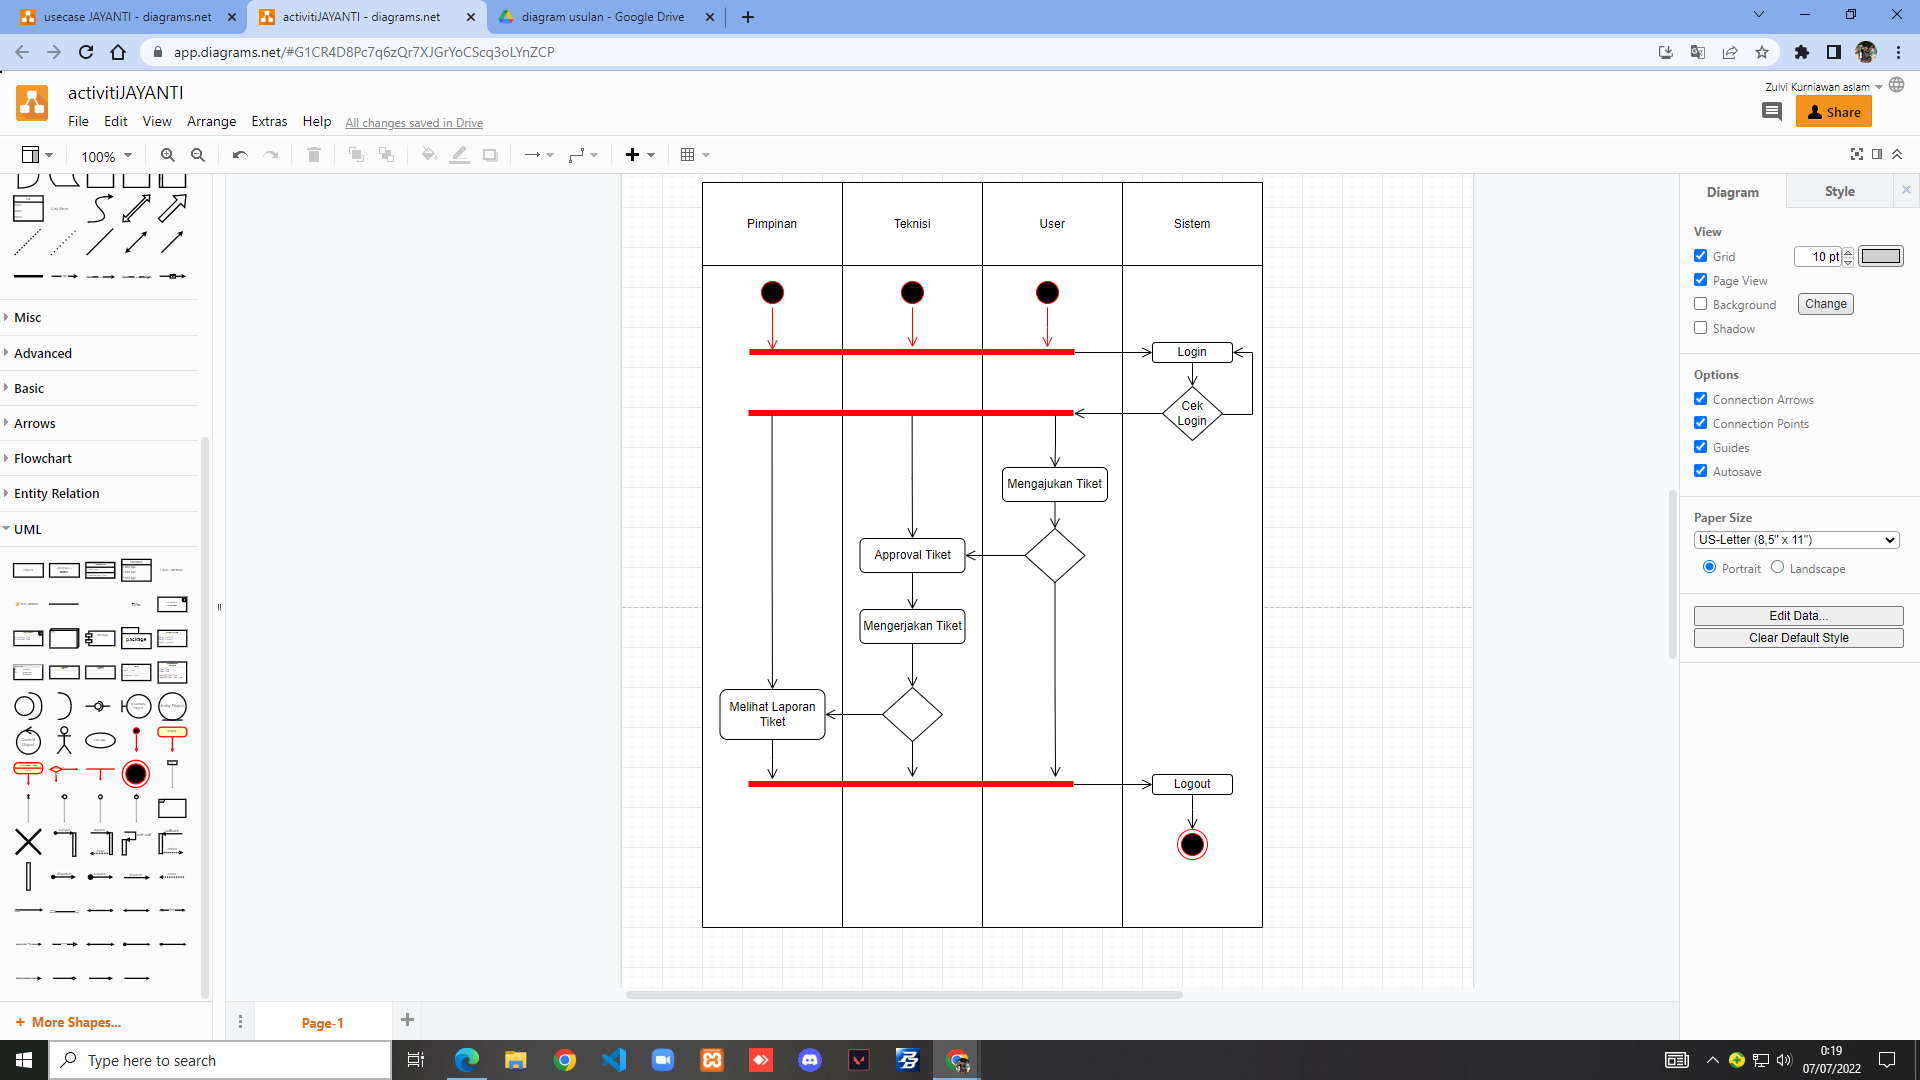 usecase JAYANTI - diagrams.net
activitiJAYANTI - diagrams.net
diagram usulan - Google Drive
app.diagrams.net/#G1CR4D8Pc7q6zQr7XJGrYoCScq3oLYnZCP
activitiJAYANTI
Zulvi Kurniawan aslam
File Edit View Arrange Extras Help All changes saved in Drive
Share
100%
Diagram
Style
View
Grid
10 pt
Page View
Background
Change
Shadow
Options
Connection Arrows
Connection Points
Guides
Autosave
Paper Size
US-Letter (8,5" x 11")
Portrait
Landscape
Edit Data...
Clear Default Style
Misc
Advanced
Basic
Arrows
Flowchart
Entity Relation
UML
Title
package
More Shapes...
Pimpinan
Teknisi
User
Sistem
Login
Cek
Login
Mengajukan Tiket
Approval Tiket
Mengerjakan Tiket
Melihat Laporan
Tiket
Logout
Page-1
Type here to search
0:19
07/07/2022